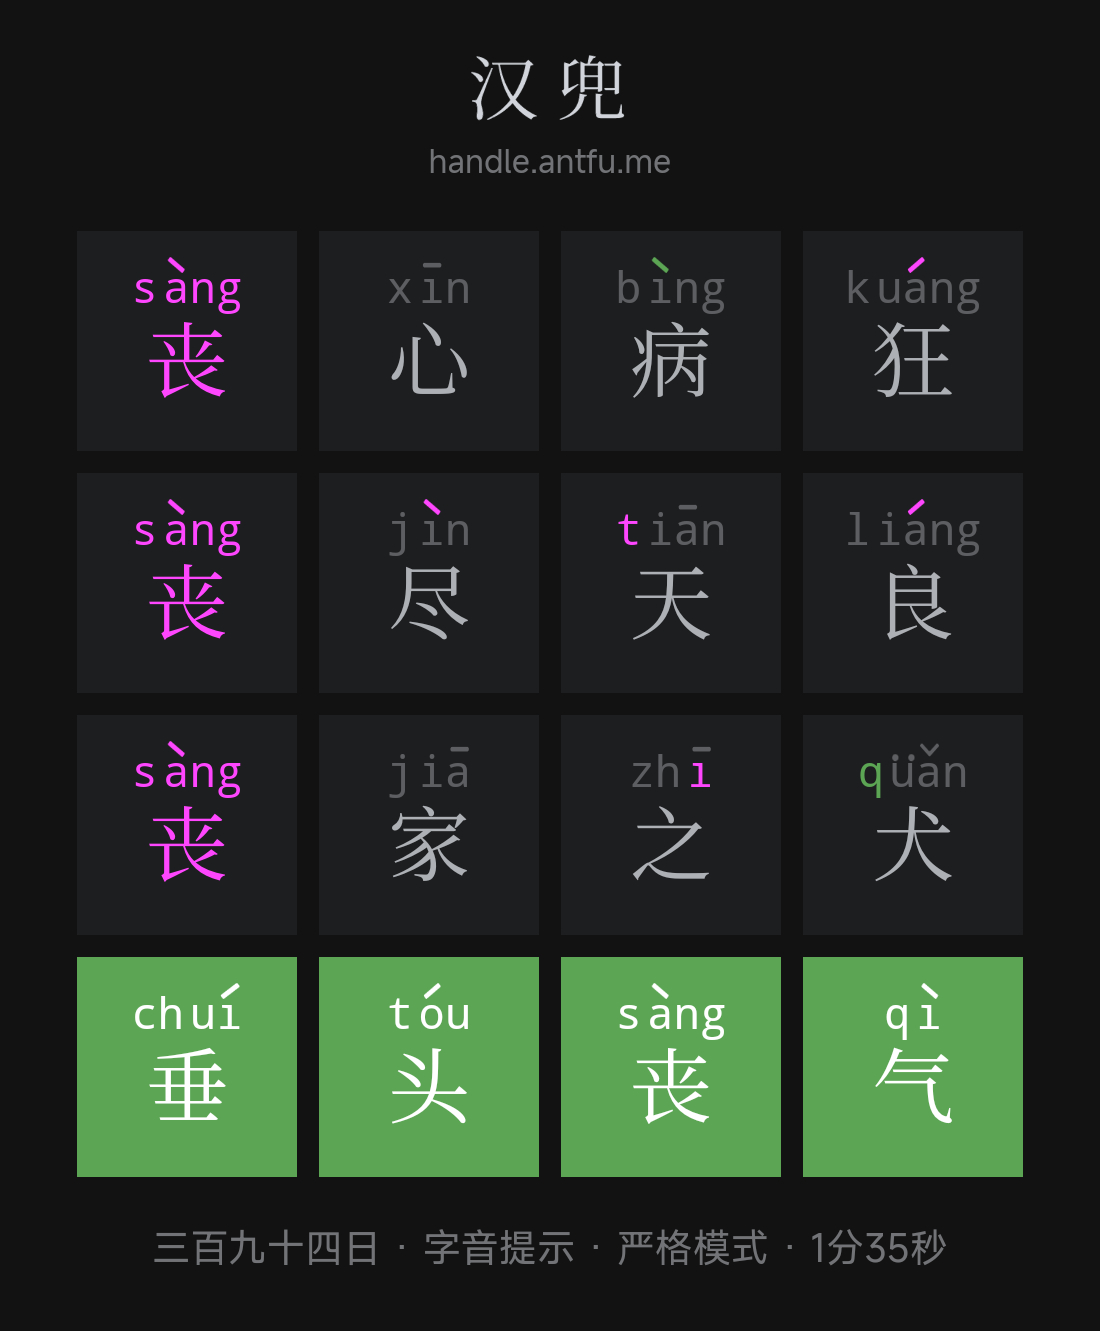 汉兜
handle.antfu.me
sàng xīn bìng kuáng
丧心病狂
sàng jìn tiān liáng
丧尽天良
sàng jiā zhī qüǎn
丧家之犬
chuí tóu sàng qì
垂头丧气
三百九十四日 · 字音提示 · 严格模式 · 1分35秒